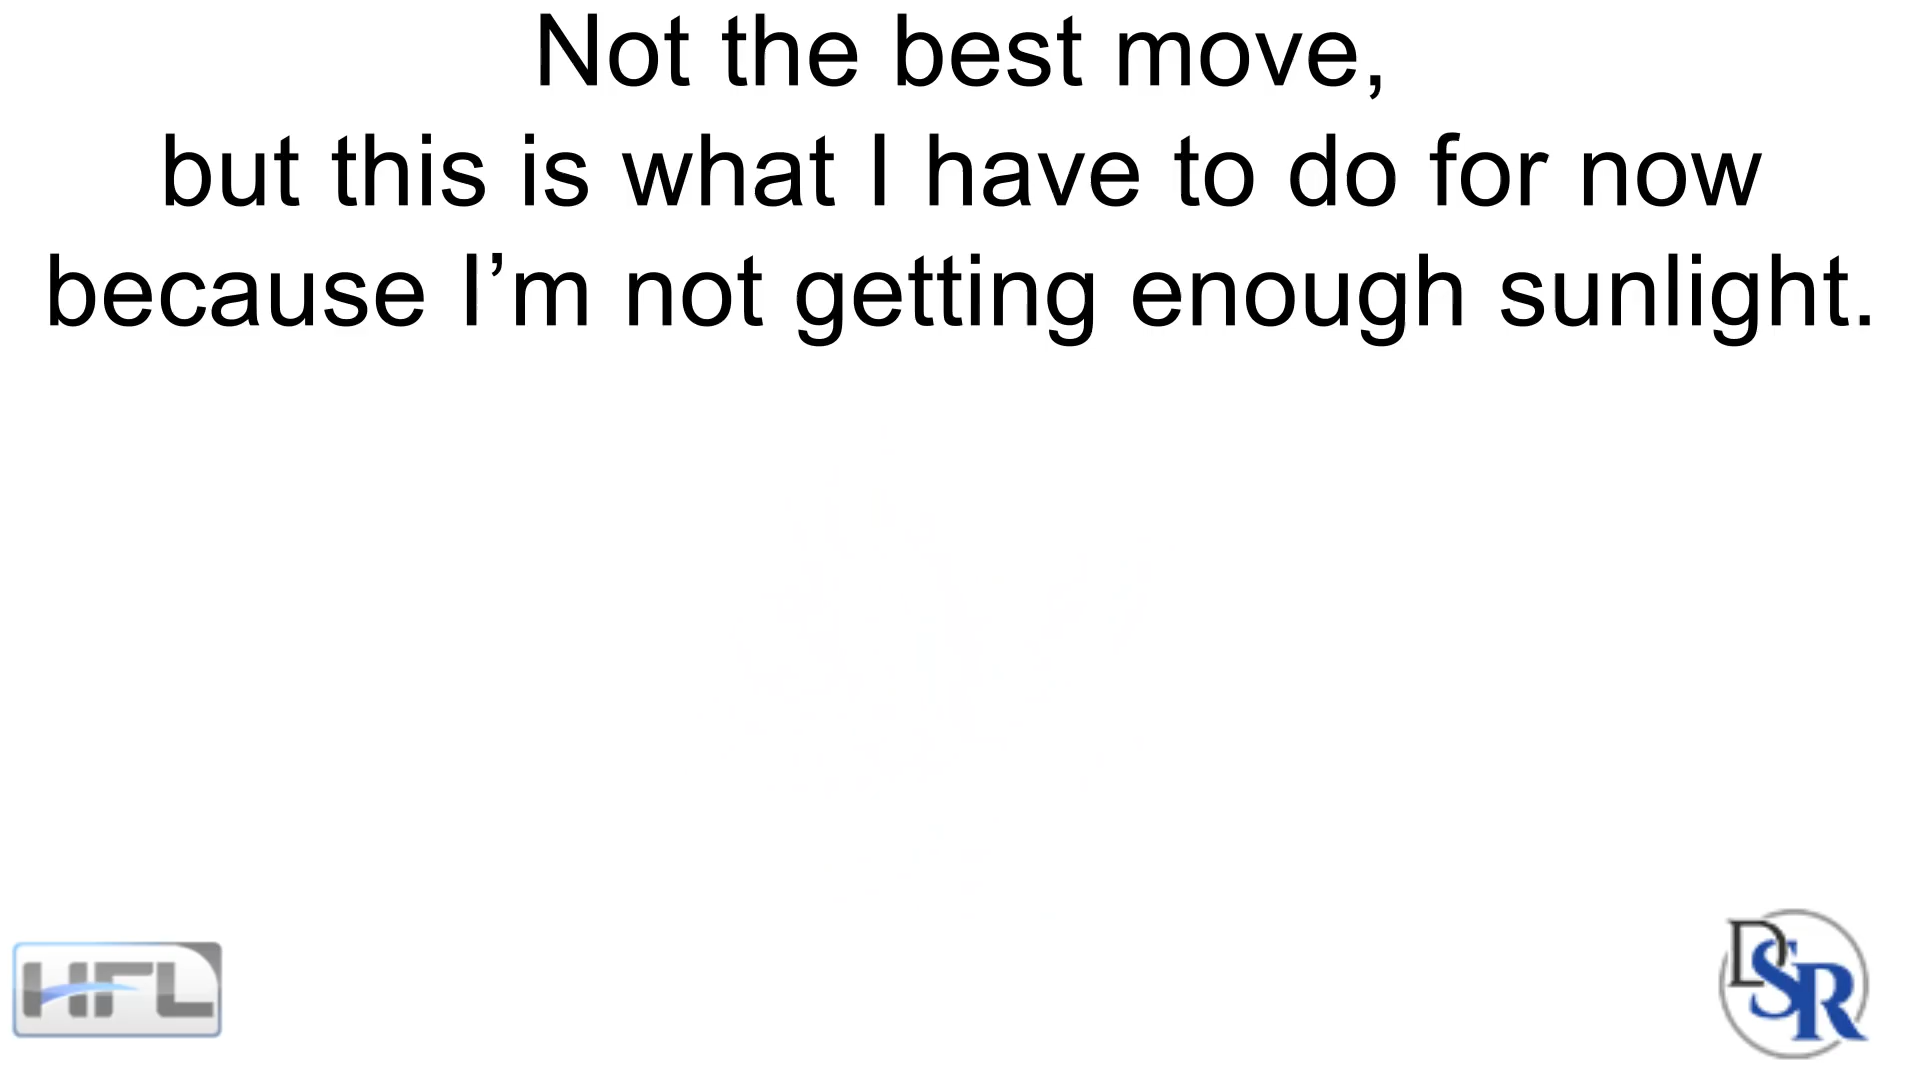 Not the best move,
but this is what I have to do for now
because I’m not getting enough sunlight.
HFL
DSR